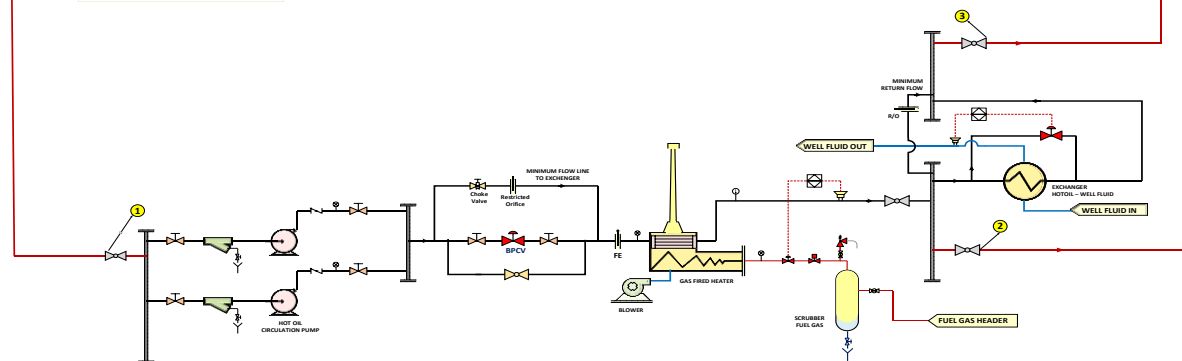 3
MINIMUM
RETURN FLOW
R/O
WELL FLUID OUT
MINIMUM FLOW LINE
TO EXCHANGER
Choke
Valve
Restricted
Orifice
EXCHANGER
HOTOIL – WELL FLUID
WELL FLUID IN
1
2
BPCV
FE
GAS FIRED HEATER
BLOWER
SCRUBBER
FUEL GAS
FUEL GAS HEADER
HOT OIL
CIRCULATION PUMP